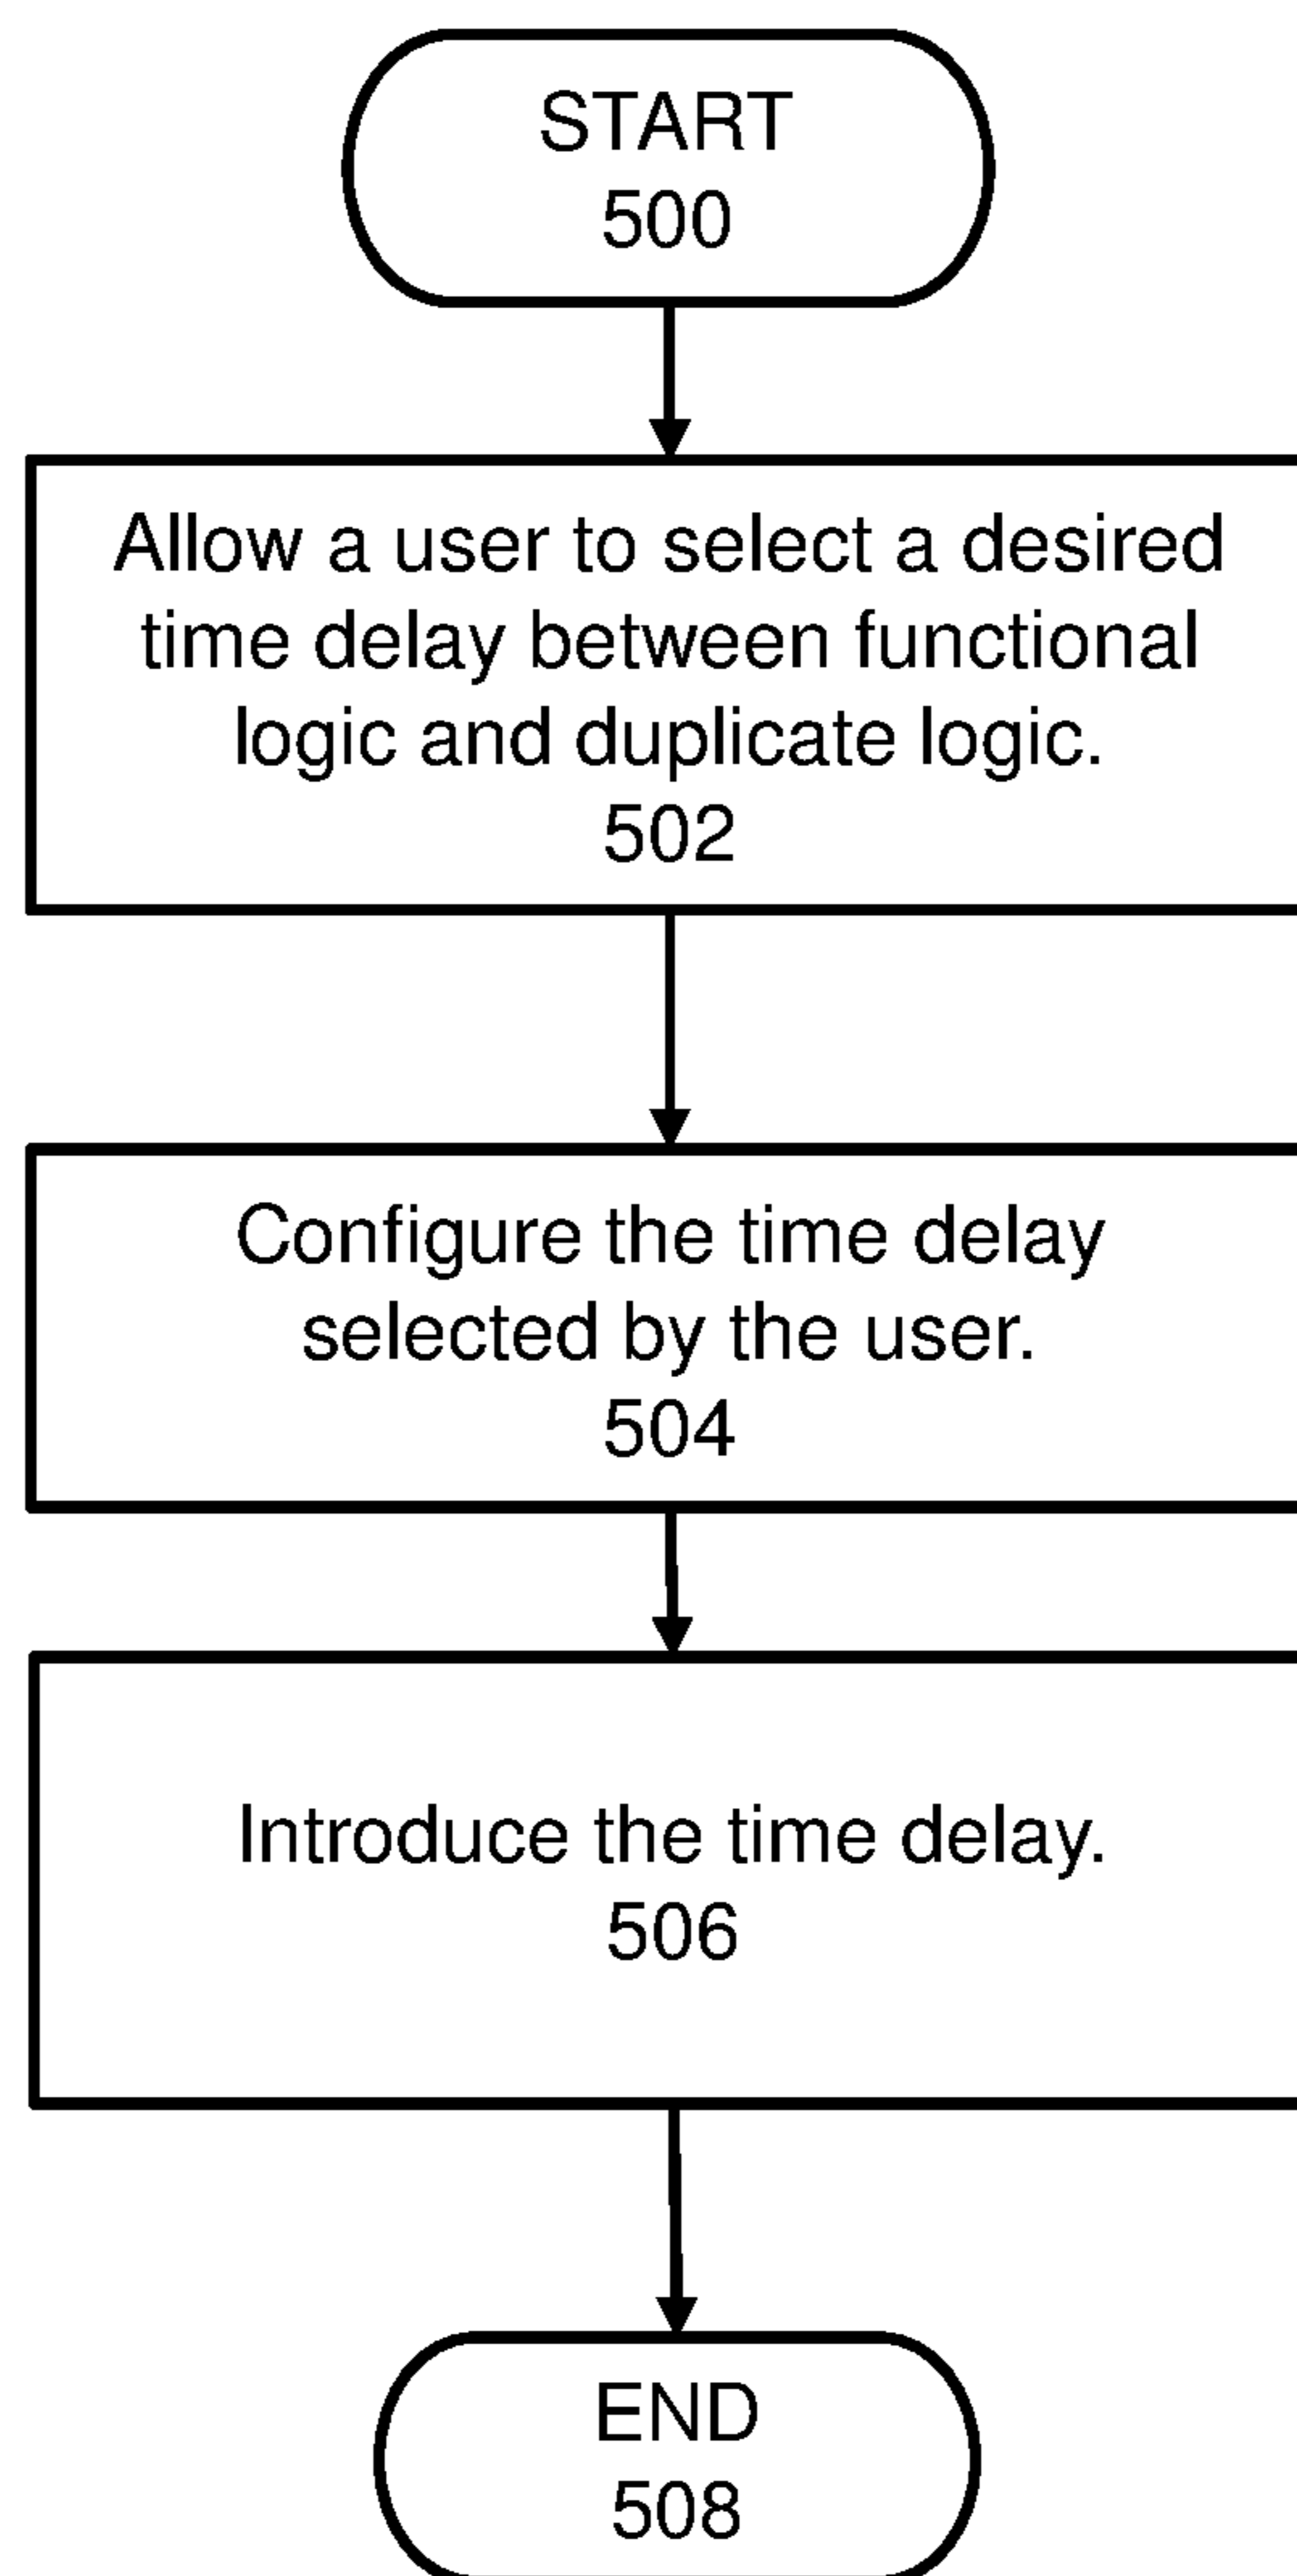 START
500
Allow a user to select a desired
time delay between functional
logic and duplicate logic.
502
Configure the time delay
selected by the user.
504
Introduce the time delay.
506
END
508